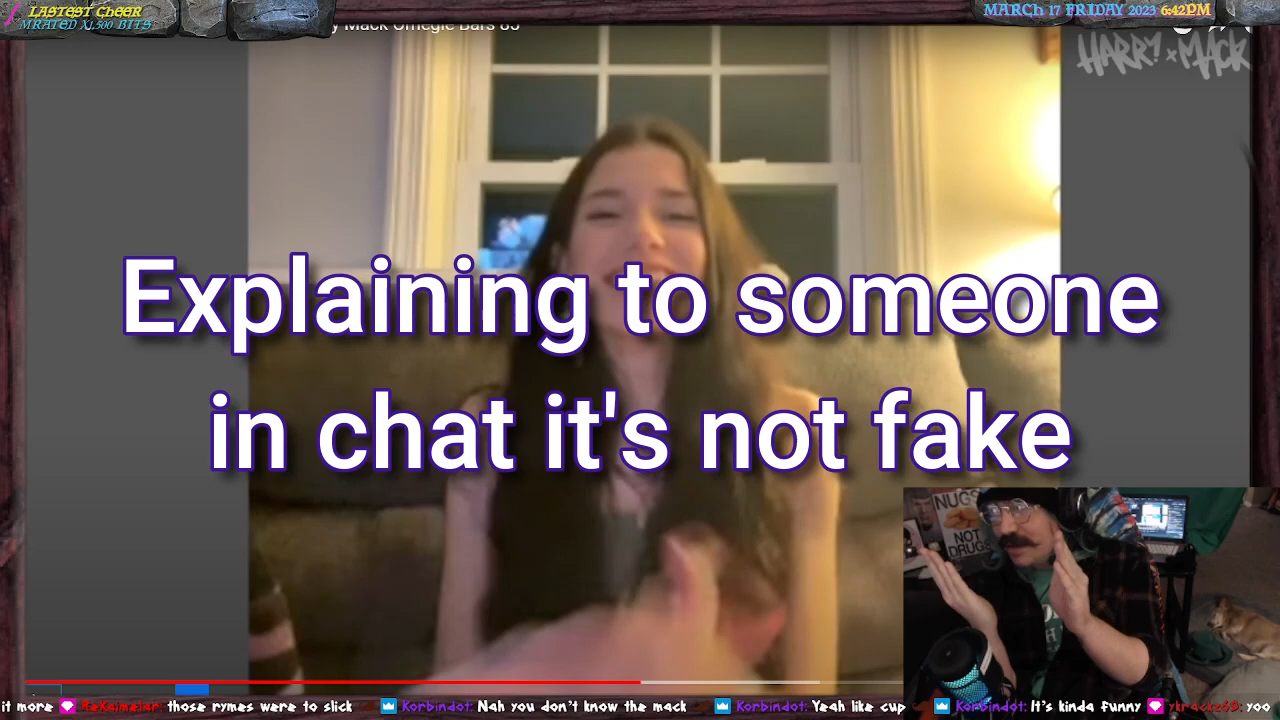 LASTEST CHEER
MRATED X1,500 BITS
MARCH 17 FRIDAY 2023 6:42PM
y Mack Omegle Bars 83
HARRY MACK
Explaining to someone
in chat it's not fake
NUGS
NOT
DRUGS
it more ReKaimelar: those rymes were to slick Korbindot: Nah you don't know the mack Korbindot: Yeah like cup Korbindot: It's kinda funny ykrackz69: yoo